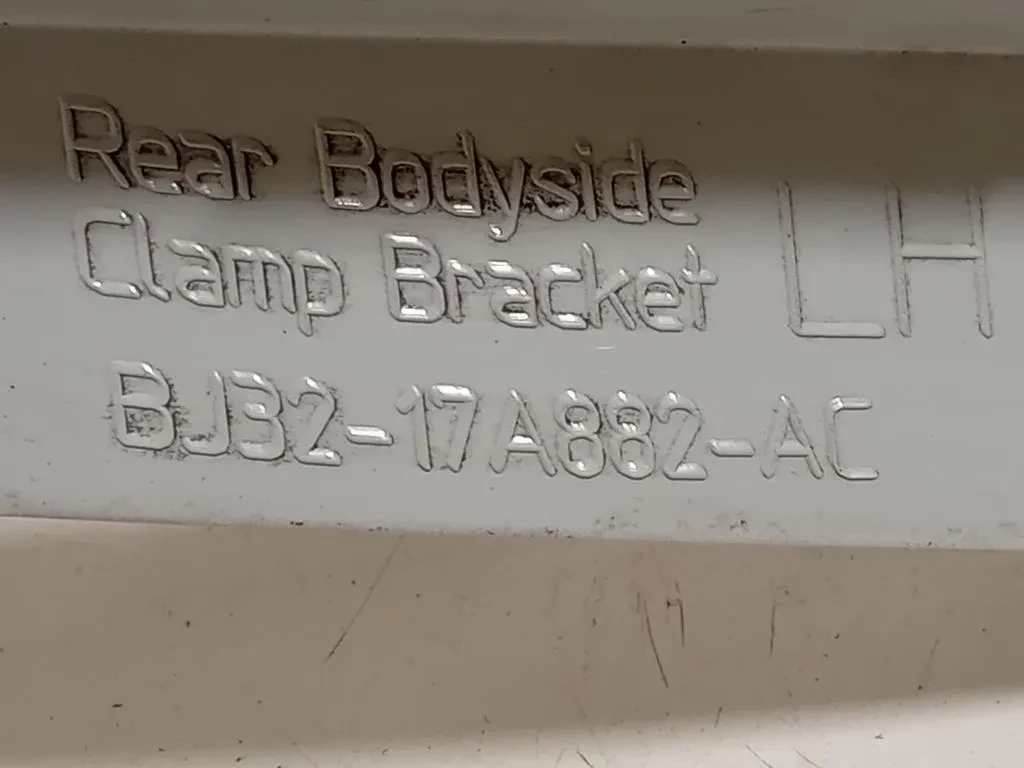 Rear Bodyside
Clamp Bracket LH
BJ32-17A882-AC